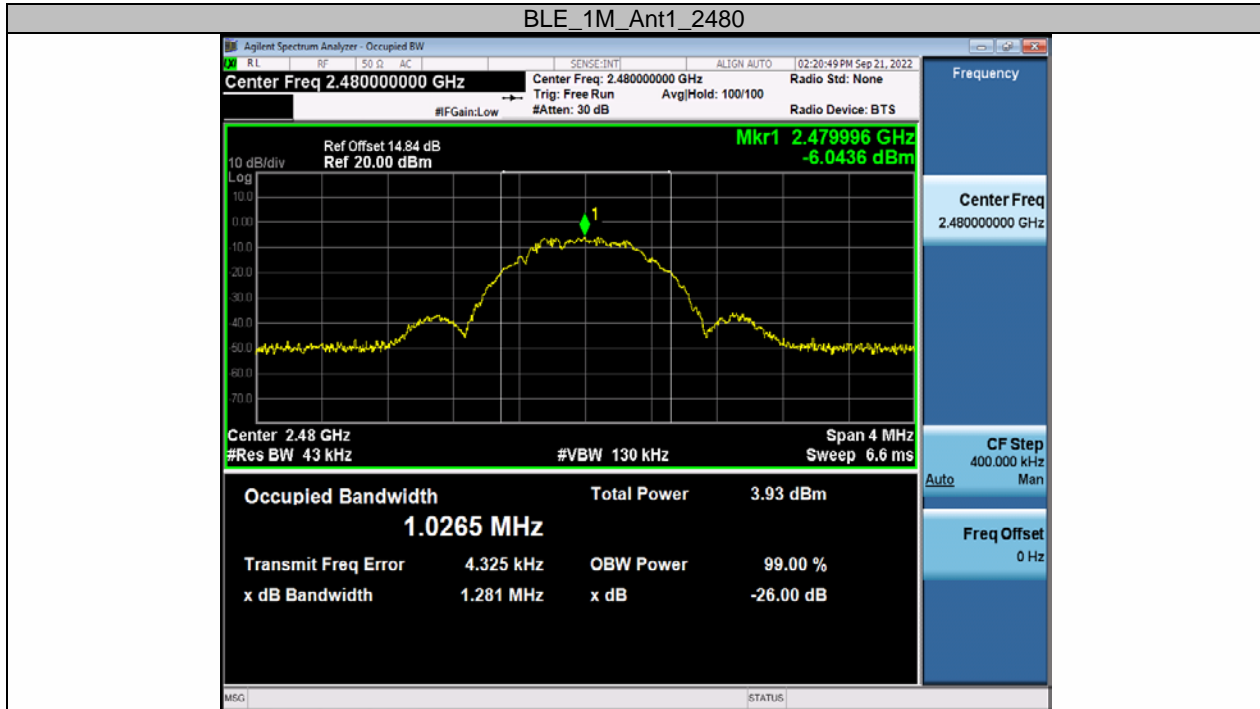 BLE_1M_Ant1_2480
Agilent Spectrum Analyzer - Occupied BW
RL RF 50 Ω AC SENSE:INT ALIGN AUTO 02:20:49 PM Sep 21, 2022
Center Freq 2.480000000 GHz
Center Freq: 2.480000000 GHz Radio Std: None
Trig: Free Run Avg|Hold: 100/100
#IFGain:Low #Atten: 30 dB Radio Device: BTS
Frequency
Mkr1 2.479996 GHz
-6.0436 dBm
Ref Offset 14.84 dB
10 dB/div Ref 20.00 dBm
Log
10.0
0.00
-10.0
-20.0
-30.0
-40.0
-50.0
-60.0
-70.0
1
Center 2.48 GHz Span 4 MHz
#Res BW 43 kHz #VBW 130 kHz Sweep 6.6 ms
Occupied Bandwidth Total Power 3.93 dBm
1.0265 MHz
Transmit Freq Error 4.325 kHz OBW Power 99.00 %
x dB Bandwidth 1.281 MHz x dB -26.00 dB
Center Freq
2.480000000 GHz
CF Step
400.000 kHz
Auto Man
Freq Offset
0 Hz
MSG STATUS